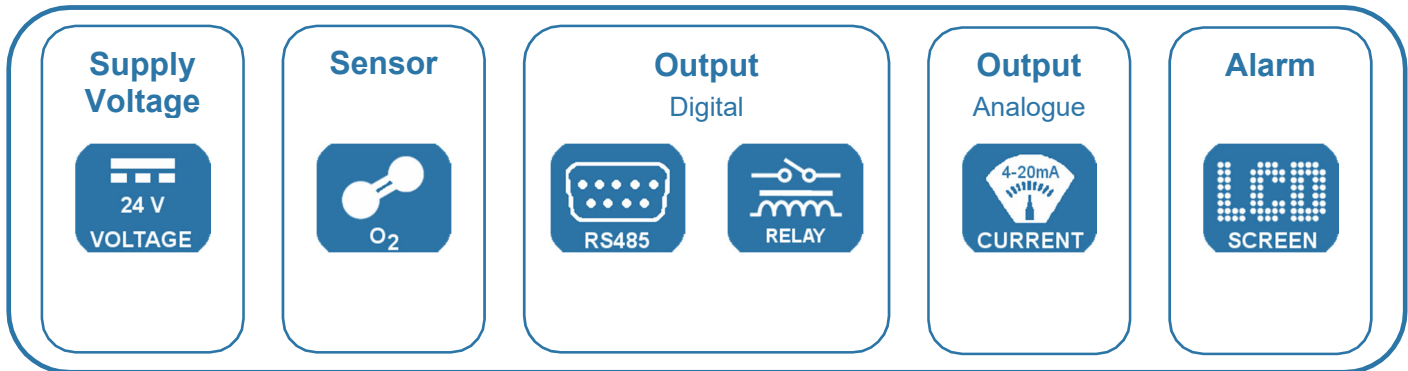 Supply
Voltage
24 V
VOLTAGE
Sensor
O2
Output
Digital
RS485
RELAY
Output
Analogue
4-20mA
CURRENT
Alarm
LCD
SCREEN